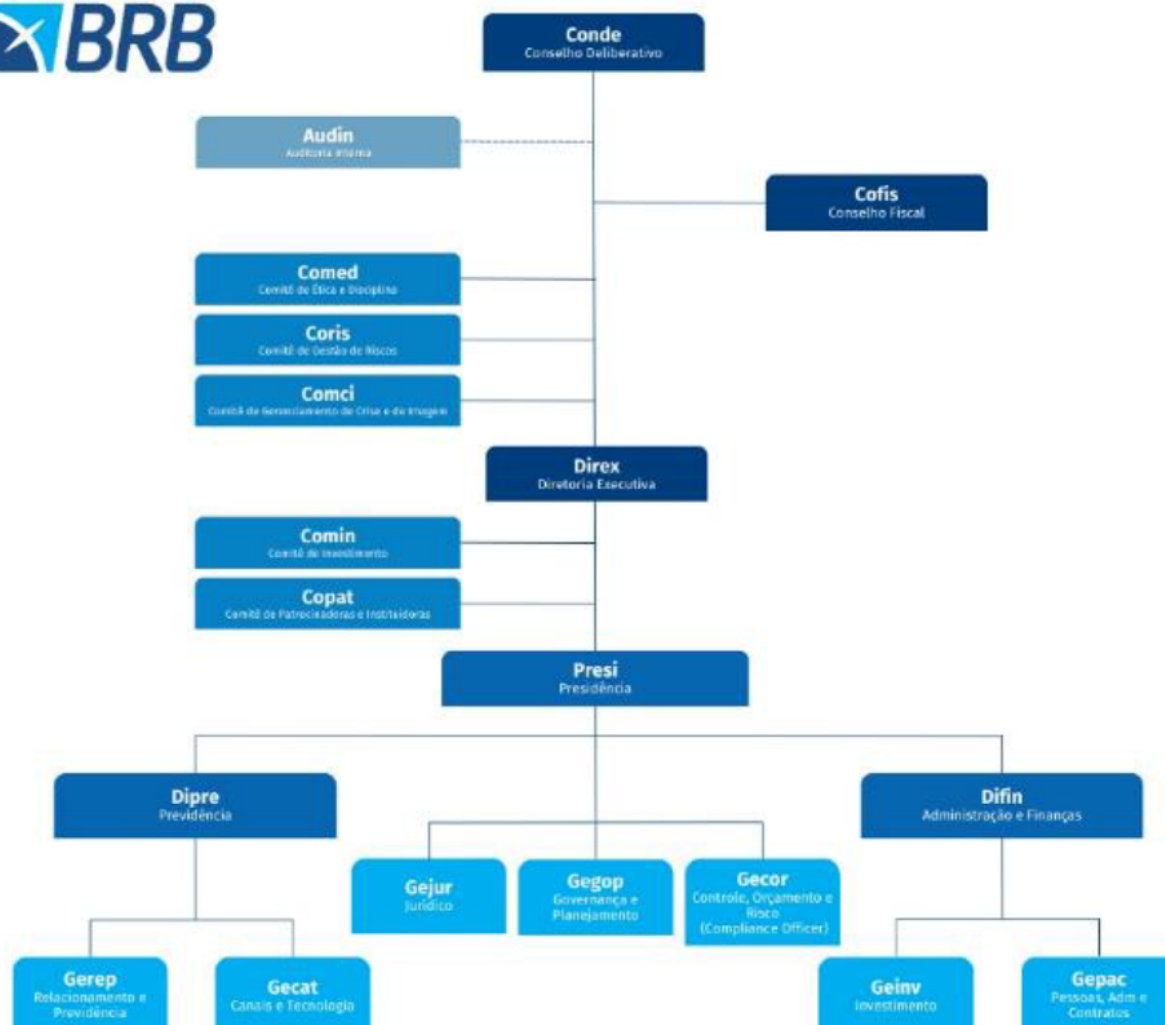 BRB
Conde
Conselho Deliberativo
Audin
Auditoria Interna
Cofis
Conselho Fiscal
Comed
Comitê de Ética e Disciplina
Coris
Comitê de Gestão de Riscos
Comci
Comitê de Gerenciamento de Crise e de Imagem
Direx
Diretoria Executiva
Comin
Comitê de Investimento
Copat
Comitê de Patrocinadoras e Instituidoras
Presi
Presidência
Dipre
Previdência
Difin
Administração e Finanças
Gejur
Jurídico
Gegop
Governança e
Planejamento
Gecor
Controle, Orçamento e
Risco
(Compliance Officer)
Gerep
Relacionamento e
Previdência
Gecat
Canais e Tecnologia
Geinv
Investimento
Gepac
Pessoas, Adm e
Contratos